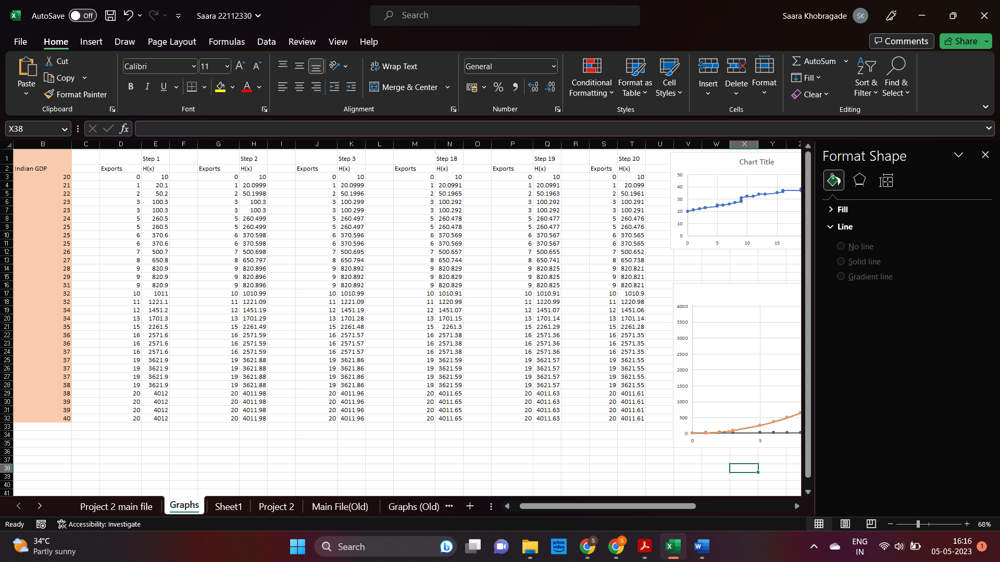 AutoSave Off Saara 22112330 Search Saara Khobragade SK
File Home Insert Draw Page Layout Formulas Data Review View Help Comments Share
Paste Cut Copy Format Painter Clipboard
Calibri 11 B I U A Font
Wrap Text Merge & Center Alignment
General % Number
Conditional Formatting Format as Table Cell Styles Styles
Insert Delete Format Cells
AutoSum Fill Clear Sort & Filter Find & Select Editing
X38 fx
B C D E F G H I J K L M N O P Q R S T U V W X Y Z
1 Step 1 Step 2 Step 3 Step 18 Step 19 Step 20
2 Indian GDP Exports H(x) Exports H(x) Exports H(x) Exports H(x) Exports H(x) Exports H(x)
3 20 0 10 0 10 0 10 0 10 0 10 0 10
4 21 1 20.1 1 20.0999 1 20.0999 1 20.0991 1 20.0991 1 20.099
5 22 2 50.2 2 50.1998 2 50.1996 2 50.1965 2 50.1963 2 50.1961
6 23 3 100.3 3 100.3 3 100.299 3 100.292 3 100.292 3 100.291
7 23 3 100.3 3 100.3 3 100.299 3 100.292 3 100.292 3 100.291
8 24 5 260.5 5 260.499 5 260.497 5 260.478 5 260.477 5 260.476
9 25 5 260.5 5 260.499 5 260.497 5 260.478 5 260.477 5 260.476
10 25 6 370.6 6 370.598 6 370.596 6 370.569 6 370.567 6 370.565
11 25 6 370.6 6 370.598 6 370.596 6 370.569 6 370.567 6 370.565
12 26 7 500.7 7 500.698 7 500.695 7 500.657 7 500.655 7 500.652
13 27 8 650.8 8 650.797 8 650.794 8 650.744 8 650.741 8 650.738
14 28 9 820.9 9 820.896 9 820.892 9 820.829 9 820.825 9 820.821
15 29 9 820.9 9 820.896 9 820.892 9 820.829 9 820.825 9 820.821
16 31 9 820.9 9 820.896 9 820.892 9 820.829 9 820.825 9 820.821
17 32 10 1011 10 1010.99 10 1010.99 10 1010.91 10 1010.91 10 1010.9
18 32 11 1221.1 11 1221.09 11 1221.09 11 1220.99 11 1220.99 11 1220.98
19 34 12 1451.2 12 1451.19 12 1451.19 12 1451.07 12 1451.07 12 1451.06
20 34 13 1701.3 13 1701.29 13 1701.28 13 1701.15 13 1701.14 13 1701.14
21 35 15 2261.5 15 2261.49 15 2261.48 15 2261.3 15 2261.29 15 2261.28
22 36 16 2571.6 16 2571.59 16 2571.57 16 2571.38 16 2571.36 16 2571.35
23 36 16 2571.6 16 2571.59 16 2571.57 16 2571.38 16 2571.36 16 2571.35
24 37 16 2571.6 16 2571.59 16 2571.57 16 2571.38 16 2571.36 16 2571.35
25 37 19 3621.9 19 3621.88 19 3621.86 19 3621.59 19 3621.57 19 3621.55
26 37 19 3621.9 19 3621.88 19 3621.86 19 3621.59 19 3621.57 19 3621.55
27 37 19 3621.9 19 3621.88 19 3621.86 19 3621.59 19 3621.57 19 3621.55
28 38 19 3621.9 19 3621.88 19 3621.86 19 3621.59 19 3621.57 19 3621.55
29 38 20 4012 20 4011.98 20 4011.96 20 4011.65 20 4011.63 20 4011.61
30 39 20 4012 20 4011.98 20 4011.96 20 4011.65 20 4011.63 20 4011.61
31 39 20 4012 20 4011.98 20 4011.96 20 4011.65 20 4011.63 20 4011.61
32 40 20 4012 20 4011.98 20 4011.96 20 4011.65 20 4011.63 20 4011.61
33
34
35
36
37
38
39
40
41
Chart Title
50
40
30
20
10
0
0 5 10 15
4000
3500
3000
2500
2000
1500
1000
500
0
0 5
Format Shape
Fill
Line
No line
Solid line
Gradient line
Project 2 main file Graphs Sheet1 Project 2 Main File(Old) Graphs (Old)
Ready Accessibility: Investigate 68%
34°C
Partly sunny
Search
prime video
S
S
W
ENG
IN
16:16
05-05-2023
1